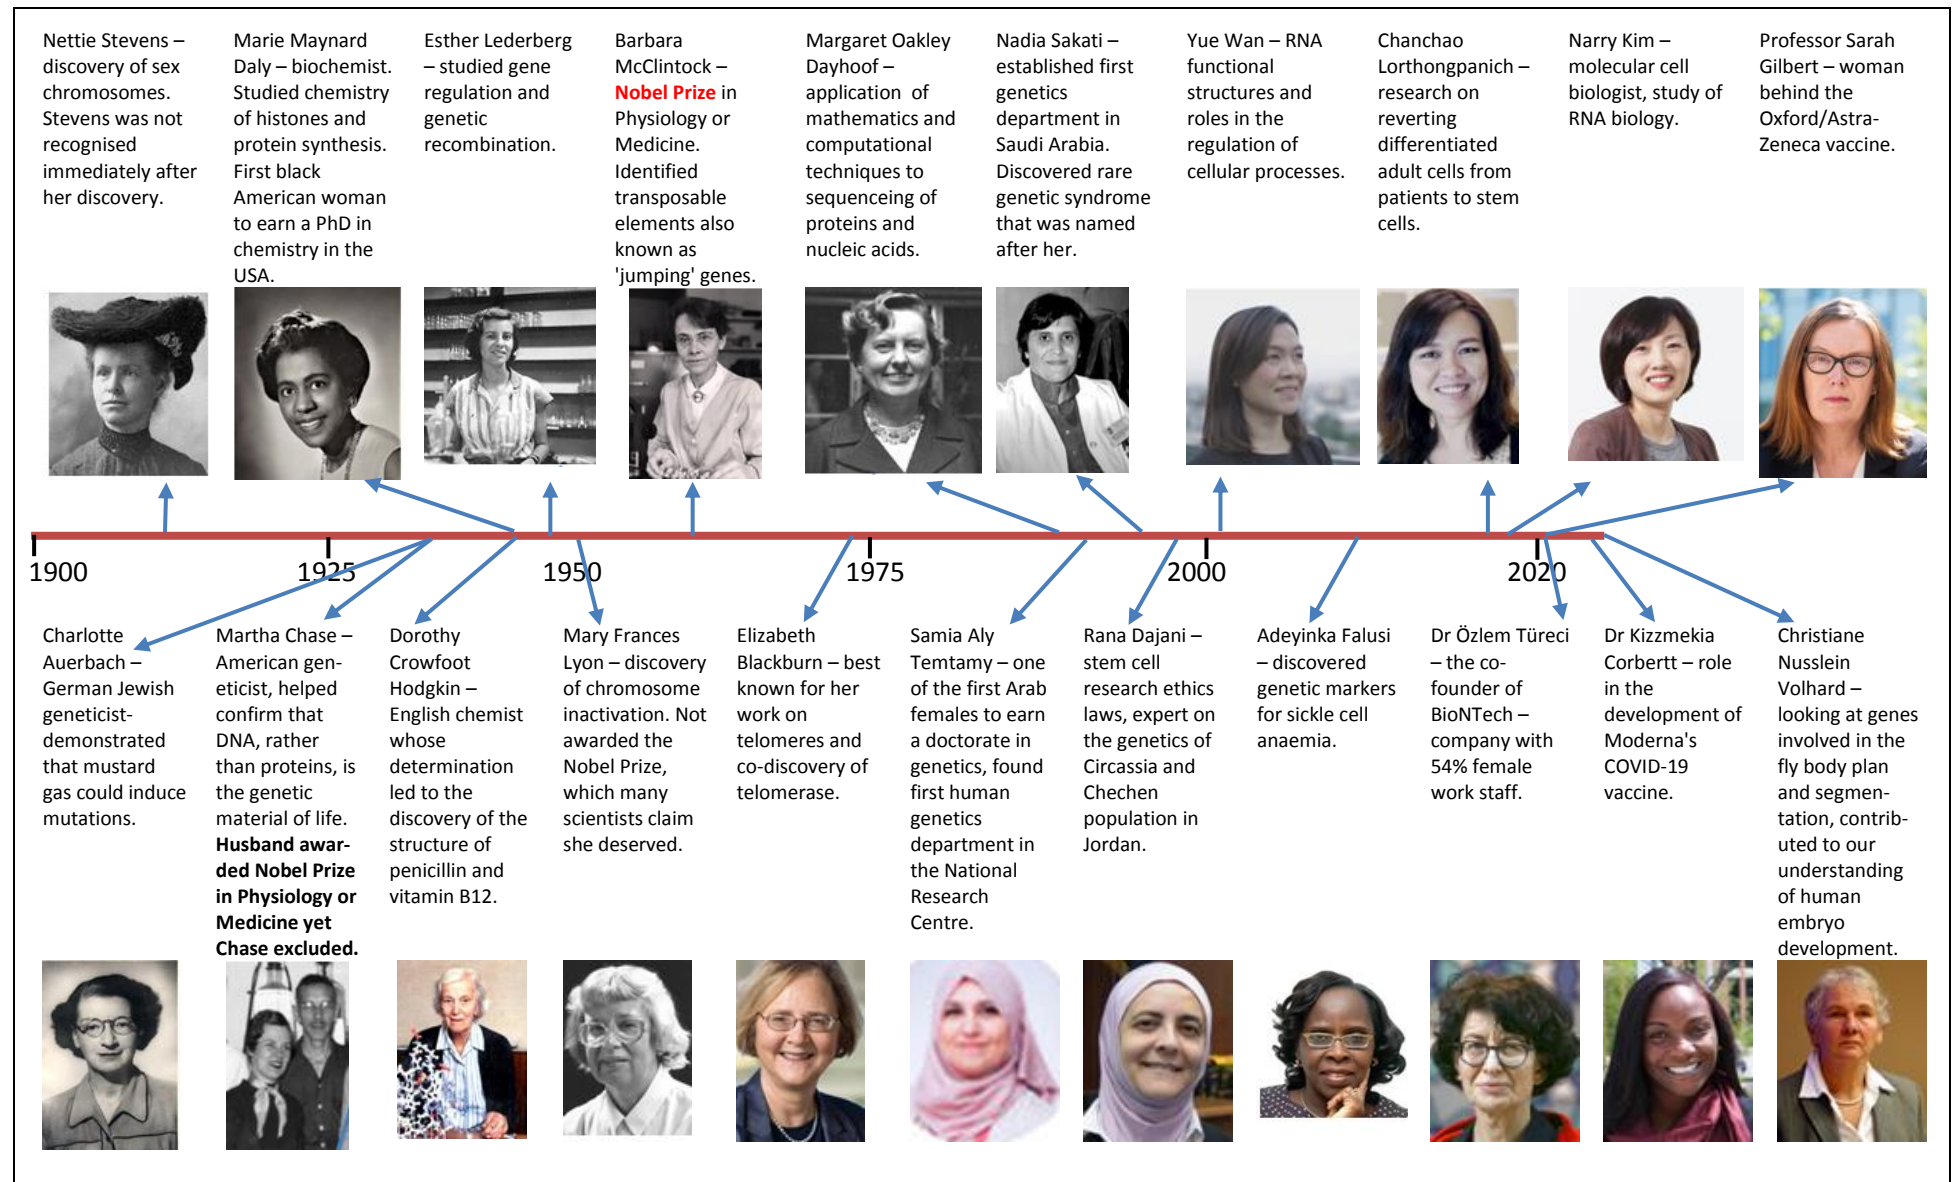 Nettie Stevens –
discovery of sex
chromosomes.
Stevens was not
recognised
immediately after
her discovery.
Marie Maynard
Daly – biochemist.
Studied chemistry
of histones and
protein synthesis.
First black
American woman
to earn a PhD in
chemistry in the
USA.
Esther Lederberg
– studied gene
regulation and
genetic
recombination.
Barbara
McClintock –
Nobel Prize in
Physiology or
Medicine.
Identified
transposable
elements also
known as
'jumping' genes.
Margaret Oakley
Dayhoof –
application of
mathematics and
computational
techniques to
sequenceing of
proteins and
nucleic acids.
Nadia Sakati –
established first
genetics
department in
Saudi Arabia.
Discovered rare
genetic syndrome
that was named
after her.
Yue Wan – RNA
functional
structures and
roles in the
regulation of
cellular processes.
Chanchao
Lorthongpanich –
research on
reverting
differentiated
adult cells from
patients to stem
cells.
Narry Kim –
molecular cell
biologist, study of
RNA biology.
Professor Sarah
Gilbert – woman
behind the
Oxford/Astra-
Zeneca vaccine.
1900
1925
1950
1975
2000
2020
Charlotte
Auerbach –
German Jewish
geneticist-
demonstrated
that mustard
gas could induce
mutations.
Martha Chase –
American gen-
eticist, helped
confirm that
DNA, rather
than proteins, is
the genetic
material of life.
Husband awar-
ded Nobel Prize
in Physiology or
Medicine yet
Chase excluded.
Dorothy
Crowfoot
Hodgkin –
English chemist
whose
determination
led to the
discovery of the
structure of
penicillin and
vitamin B12.
Mary Frances
Lyon – discovery
of chromosome
inactivation. Not
awarded the
Nobel Prize,
which many
scientists claim
she deserved.
Elizabeth
Blackburn – best
known for her
work on
telomeres and
co-discovery of
telomerase.
Samia Aly
Temtamy – one
of the first Arab
females to earn
a doctorate in
genetics, found
first human
genetics
department in
the National
Research
Centre.
Rana Dajani –
stem cell
research ethics
laws, expert on
the genetics of
Circassia and
Chechen
population in
Jordan.
Adeyinka Falusi
– discovered
genetic markers
for sickle cell
anaemia.
Dr Özlem Türeci
– the co-
founder of
BioNTech –
company with
54% female
work staff.
Dr Kizzmekia
Corbertt – role
in the
development of
Moderna's
COVID-19
vaccine.
Christiane
Nusslein
Volhard –
looking at genes
involved in the
fly body plan
and segmen-
tation, contrib-
uted to our
understanding
of human
embryo
development.